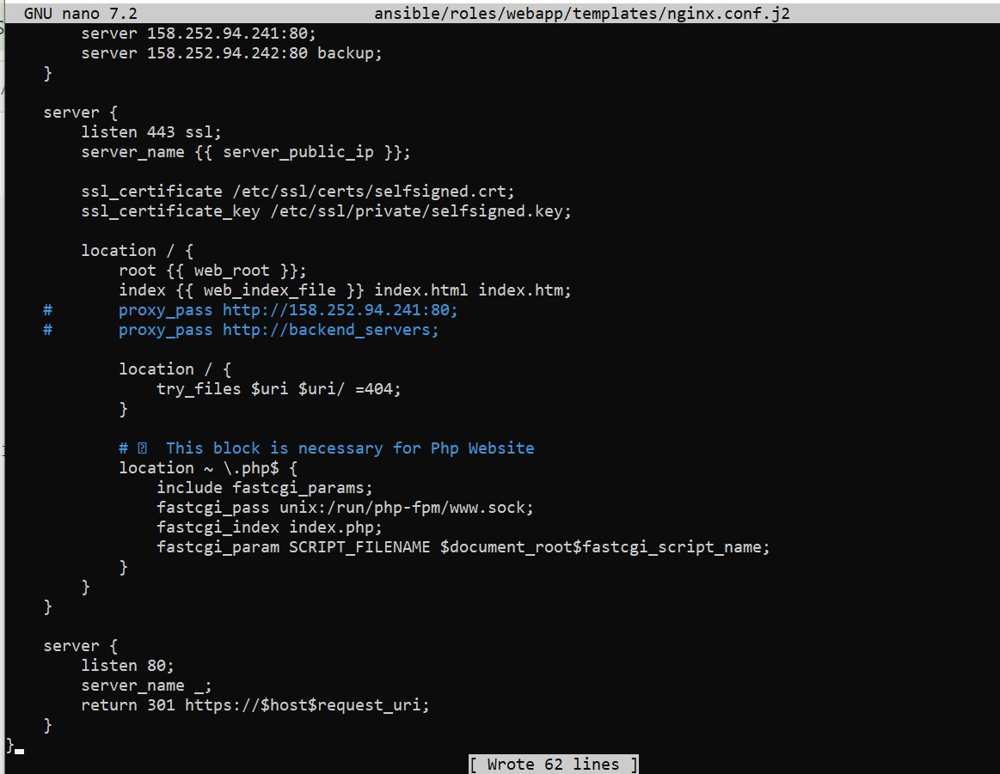 GNU nano 7.2 ansible/roles/webapp/templates/nginx.conf.j2
        server 158.252.94.241:80;
        server 158.252.94.242:80 backup;
    }

    server {
        listen 443 ssl;
        server_name {{ server_public_ip }};

        ssl_certificate /etc/ssl/certs/selfsigned.crt;
        ssl_certificate_key /etc/ssl/private/selfsigned.key;

        location / {
            root {{ web_root }};
            index {{ web_index_file }} index.html index.htm;
    #       proxy_pass http://158.252.94.241:80;
    #       proxy_pass http://backend_servers;

            location / {
                try_files $uri $uri/ =404;
            }

            # This block is necessary for Php Website
            location ~ \.php$ {
                include fastcgi_params;
                fastcgi_pass unix:/run/php-fpm/www.sock;
                fastcgi_index index.php;
                fastcgi_param SCRIPT_FILENAME $document_root$fastcgi_script_name;
            }
        }
    }

    server {
        listen 80;
        server_name _;
        return 301 https://$host$request_uri;
    }
}
[ Wrote 62 lines ]